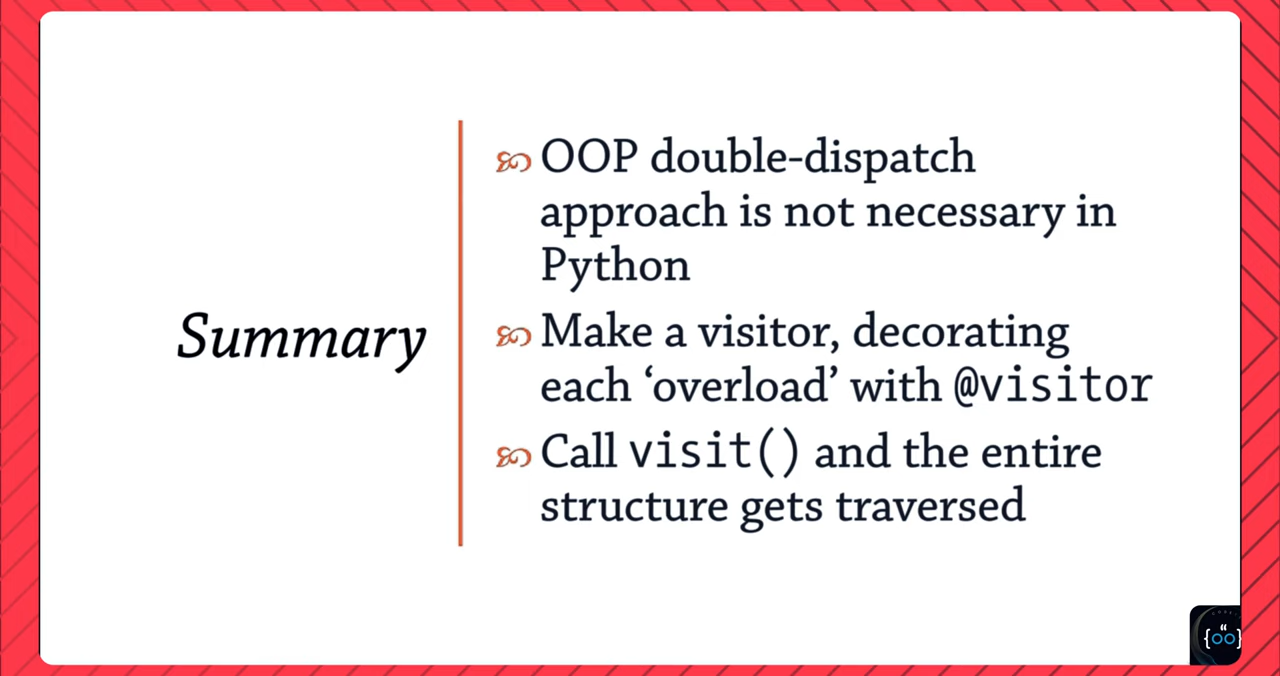 Summary
OOP double-dispatch
approach is not necessary in
Python
Make a visitor, decorating
each ‘overload’ with @visitor
Call visit() and the entire
structure gets traversed